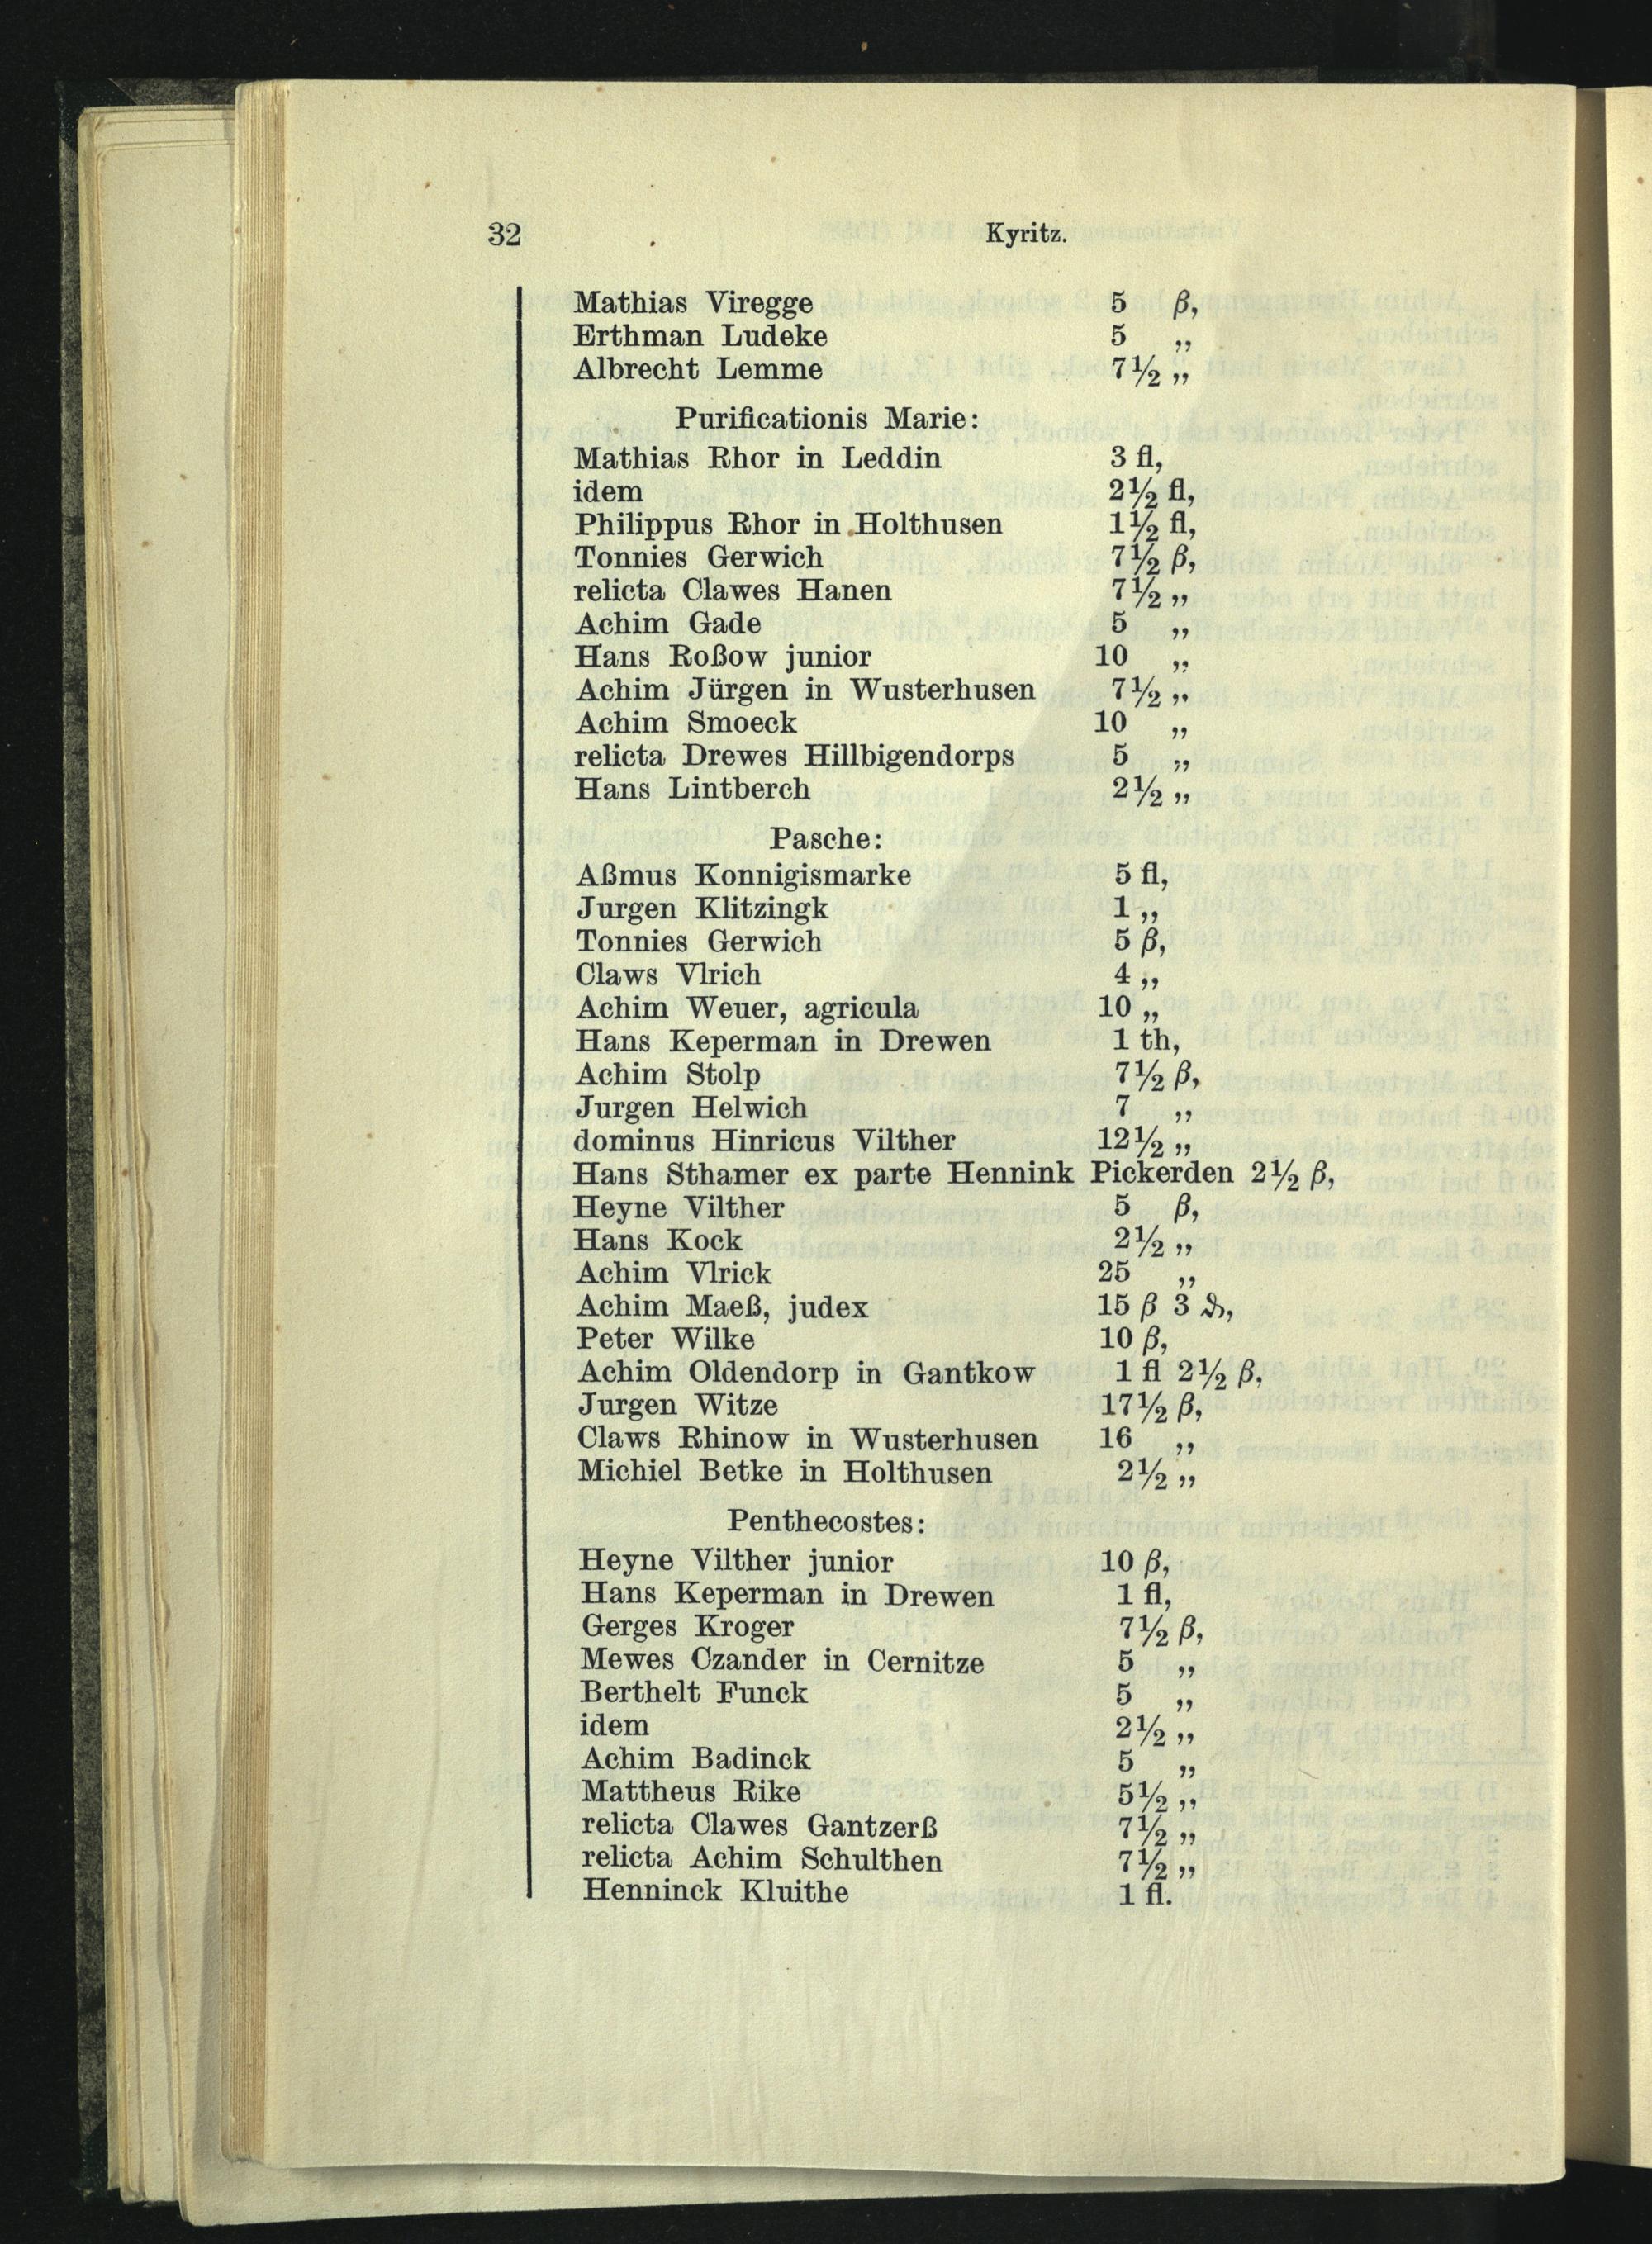 32 Kyritz.
Mathias Viregge 5 β,
Erthman Ludeke 5 „
Albrecht Lemme 7½ „
Purificationis Marie:
Mathias Rhor in Leddin 3 fl,
idem 2½ fl,
Philippus Rhor in Holthusen 1½ fl,
Tonnies Gerwich 7½ β,
relicta Clawes Hanen 7½ „
Achim Gade 5 „
Hans Roßow junior 10 „
Achim Jürgen in Wusterhusen 7½ „
Achim Smoeck 10 „
relicta Drewes Hillbigendorps 5 „
Hans Lintberch 2½ „
Pasche:
Aßmus Konnigismarke 5 fl,
Jurgen Klitzingk 1 „
Tonnies Gerwich 5 β,
Claws Vlrich 4 „
Achim Weuer, agricula 10 „
Hans Keperman in Drewen 1 th,
Achim Stolp 7½ β,
Jurgen Helwich 7 „
dominus Hinricus Vilther 12½ „
Hans Sthamer ex parte Hennink Pickerden 2½ β,
Heyne Vilther 5 β,
Hans Kock 2½ „
Achim Vlrick 25 „
Achim Maeß, judex 15 β 3 ₰,
Peter Wilke 10 β,
Achim Oldendorp in Gantkow 1 fl 2½ β,
Jurgen Witze 17½ β,
Claws Rhinow in Wusterhusen 16 „
Michiel Betke in Holthusen 2½ „
Penthecostes:
Heyne Vilther junior 10 β,
Hans Keperman in Drewen 1 fl,
Gerges Kroger 7½ β,
Mewes Czander in Cernitze 5 „
Berthelt Funck 5 „
idem 2½ „
Achim Badinck 5 „
Mattheus Rike 5½ „
relicta Clawes Gantzerß 7½ „
relicta Achim Schulthen 7½ „
Henninck Kluithe 1 fl.